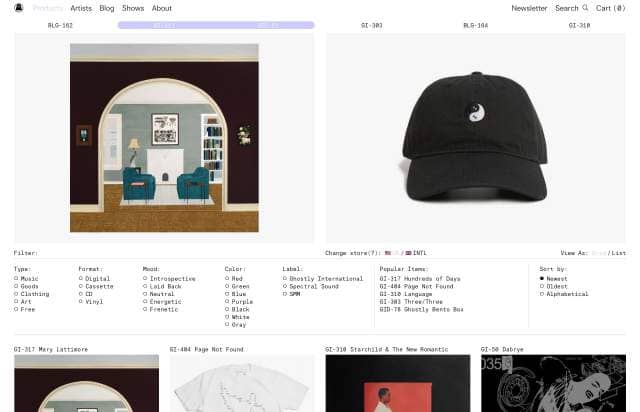 Products Artists Blog Shows About
Newsletter Search Cart (0)
BLG-162 GI-317 GI-303 BLG-164 GI-310
Filter:
Change store(?): US / INTL
View As: Grid/List
Type:
Music
Goods
Clothing
Art
Free
Format:
Digital
Cassette
CD
Vinyl
Mood:
Introspective
Laid Back
Neutral
Energetic
Frenetic
Color:
Red
Green
Blue
Purple
Black
White
Gray
Label:
Ghostly International
Spectral Sound
SMM
Popular Items:
GI-317 Hundreds of Days
GI-404 Page Not Found
GI-310 Language
GI-303 Three/Three
GID-78 Ghostly Bento Box
Sort by:
Newest
Oldest
Alphabetical
GI-317 Mary Lattimore
GI-404 Page Not Found
GI-310 Starchild & The New Romantic
GI-50 Dabrye